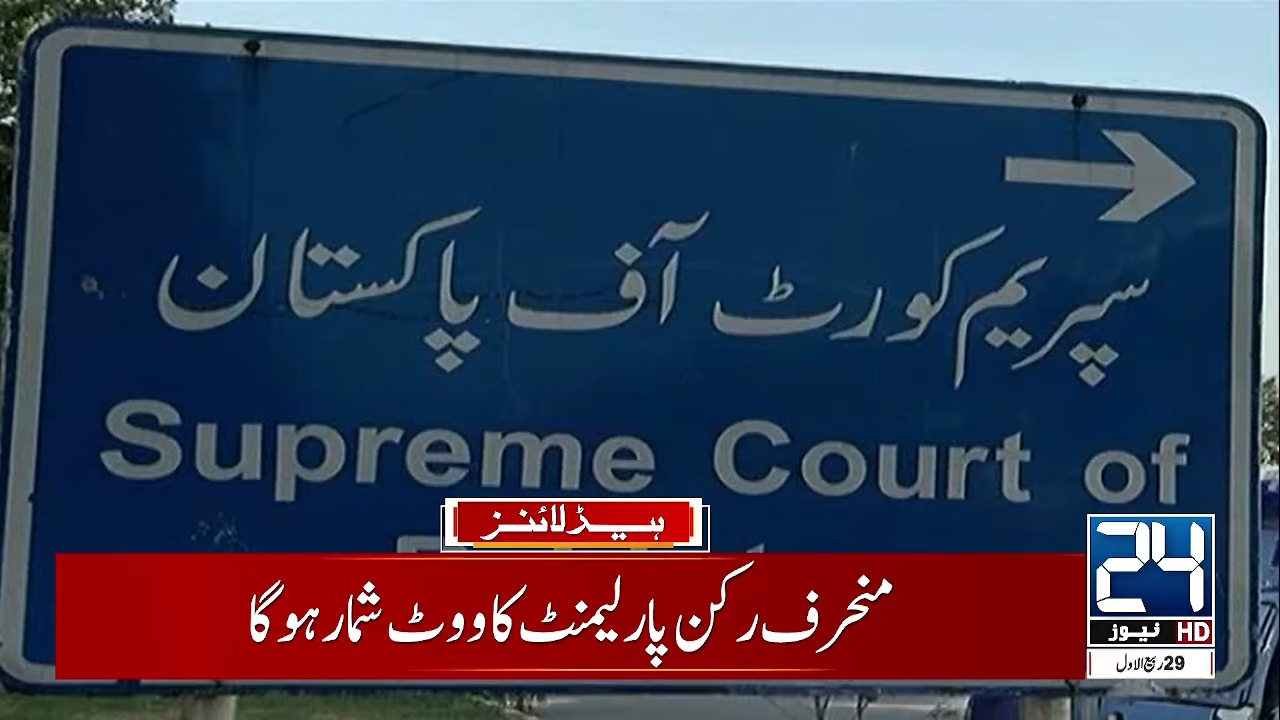 سپریم کورٹ آف پاکستان
Supreme Court of
ہیڈلائنز
منحرف رکن پارلیمنٹ کا ووٹ شمار ہوگا
24
نیوز HD
29 ربیع الاول